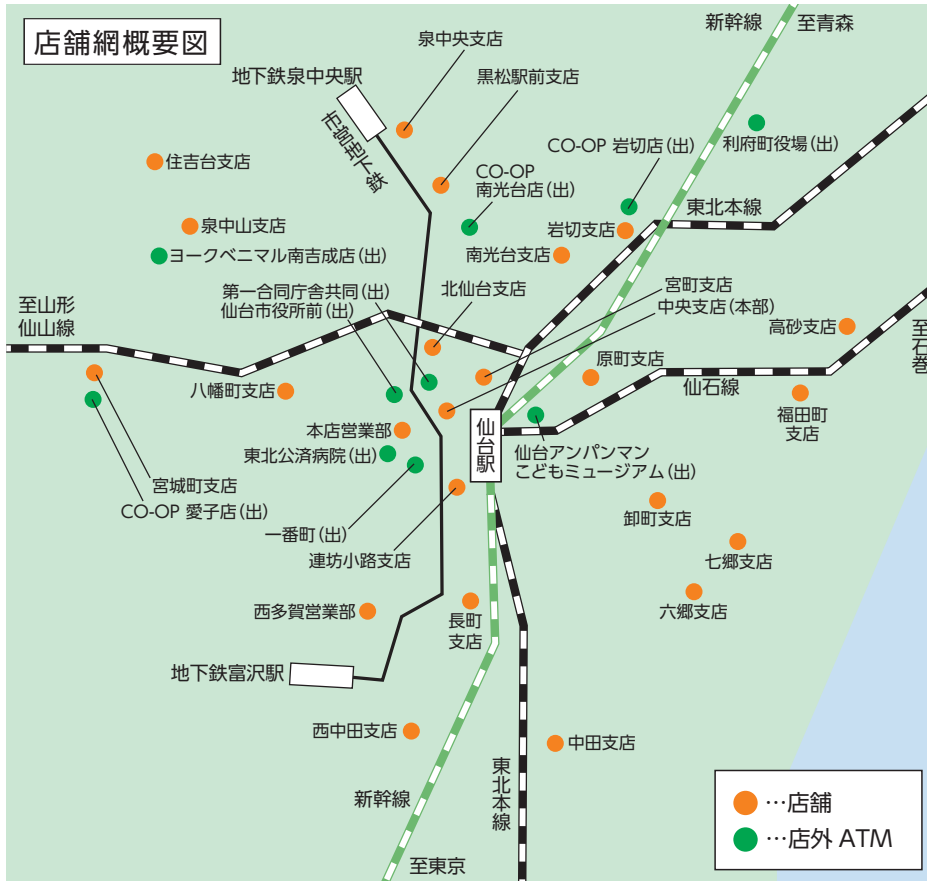 店舗網概要図
新幹線
至青森
泉中央支店
地下鉄泉中央駅
黒松駅前支店
市営地下鉄
CO-OP 岩切店(出)
利府町役場(出)
住吉台支店
CO-OP
南光台店(出)
東北本線
泉中山支店
岩切支店
ヨークベニマル南吉成店(出)
南光台支店
第一合同庁舎共同(出)
仙台市役所前(出)
北仙台支店
宮町支店
中央支店(本部)
至山形
仙山線
高砂支店
至石巻
原町支店
仙石線
八幡町支店
福田町
支店
本店営業部
仙台駅
東北公済病院(出)
仙台アンパンマン
こどもミュージアム(出)
宮城町支店
CO-OP 愛子店(出)
卸町支店
一番町(出)
連坊小路支店
七郷支店
六郷支店
西多賀営業部
長町
支店
地下鉄富沢駅
西中田支店
中田支店
東北本線
新幹線
至東京
…店舗
…店外 ATM